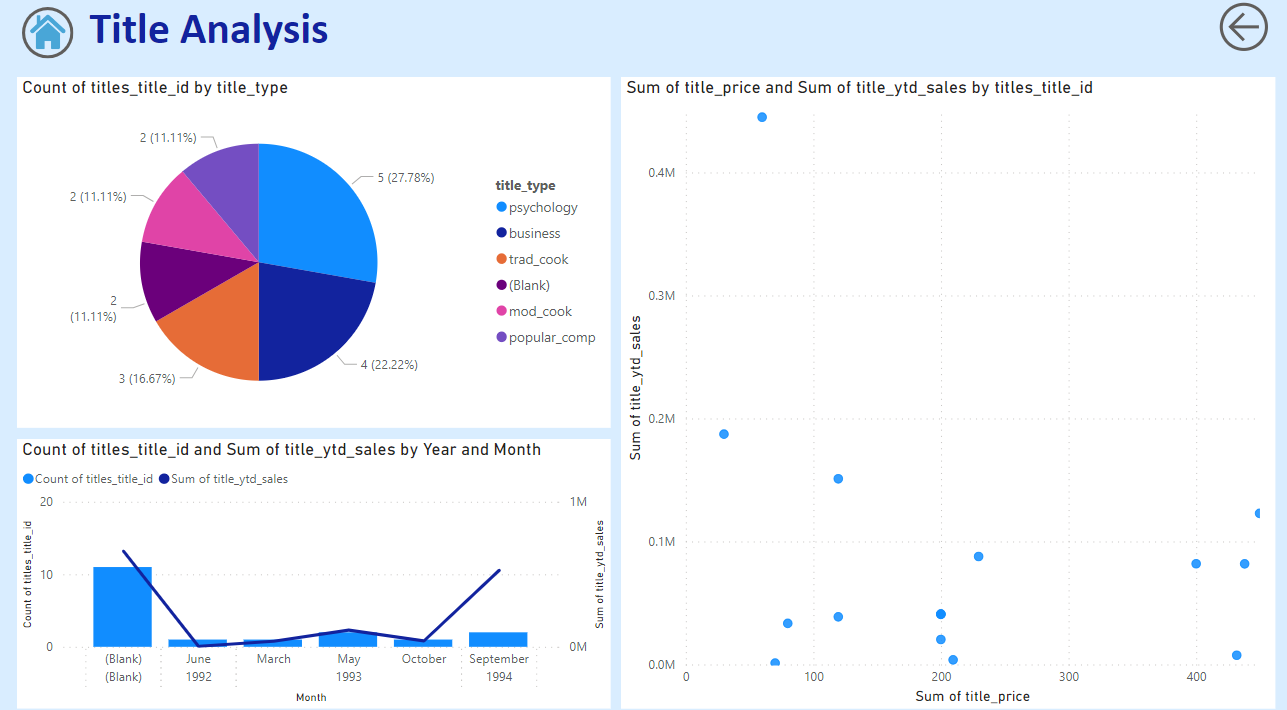 Title Analysis
Count of titles_title_id by title_type
2 (11.11%)
5 (27.78%)
2 (11.11%)
2
(11.11%)
3 (16.67%)
4 (22.22%)
title_type
psychology
business
trad_cook
(Blank)
mod_cook
popular_comp
Count of titles_title_id and Sum of title_ytd_sales by Year and Month
Count of titles_title_id Sum of title_ytd_sales
Count of titles_title_id
20
10
0
1M
0M
Sum of title_ytd_sales
(Blank) June March May October September
(Blank) 1992 1993 1994
Month
Sum of title_price and Sum of title_ytd_sales by titles_title_id
Sum of title_ytd_sales
0.4M
0.3M
0.2M
0.1M
0.0M
0 100 200 300 400
Sum of title_price